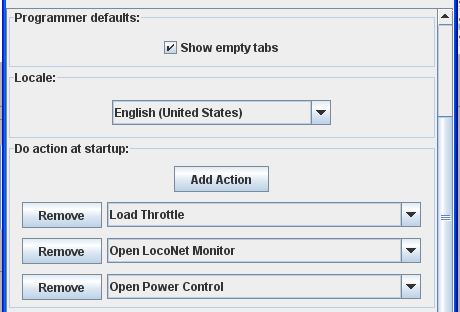 Programmer defaults:
Show empty tabs
Locale:
English (United States)
Do action at startup:
Add Action
Remove Load Throttle
Remove Open LocoNet Monitor
Remove Open Power Control